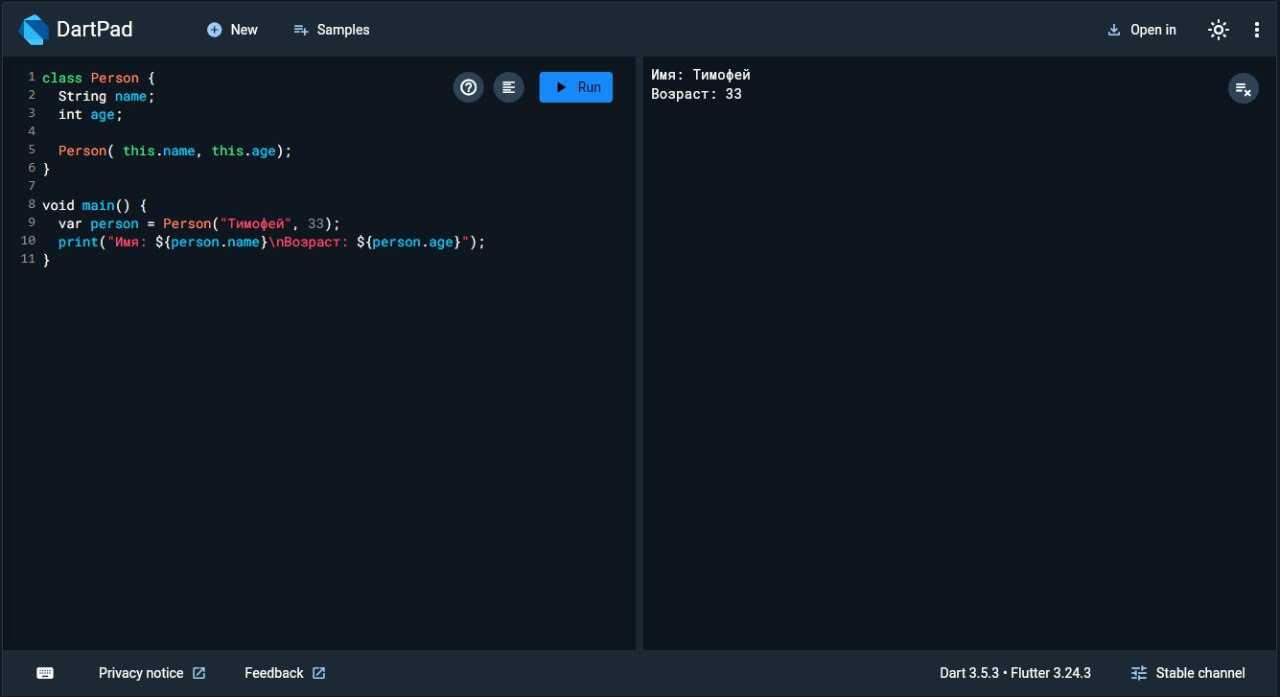 DartPad New Samples Open in
1 class Person {
2   String name;
3   int age;
4
5   Person( this.name, this.age);
6 }
7
8 void main() {
9   var person = Person("Тимофей", 33);
10   print("Имя: ${person.name}\nВозраст: ${person.age}");
11 }
Run
Имя: Тимофей
Возраст: 33
Privacy notice Feedback Dart 3.5.3 • Flutter 3.24.3 Stable channel